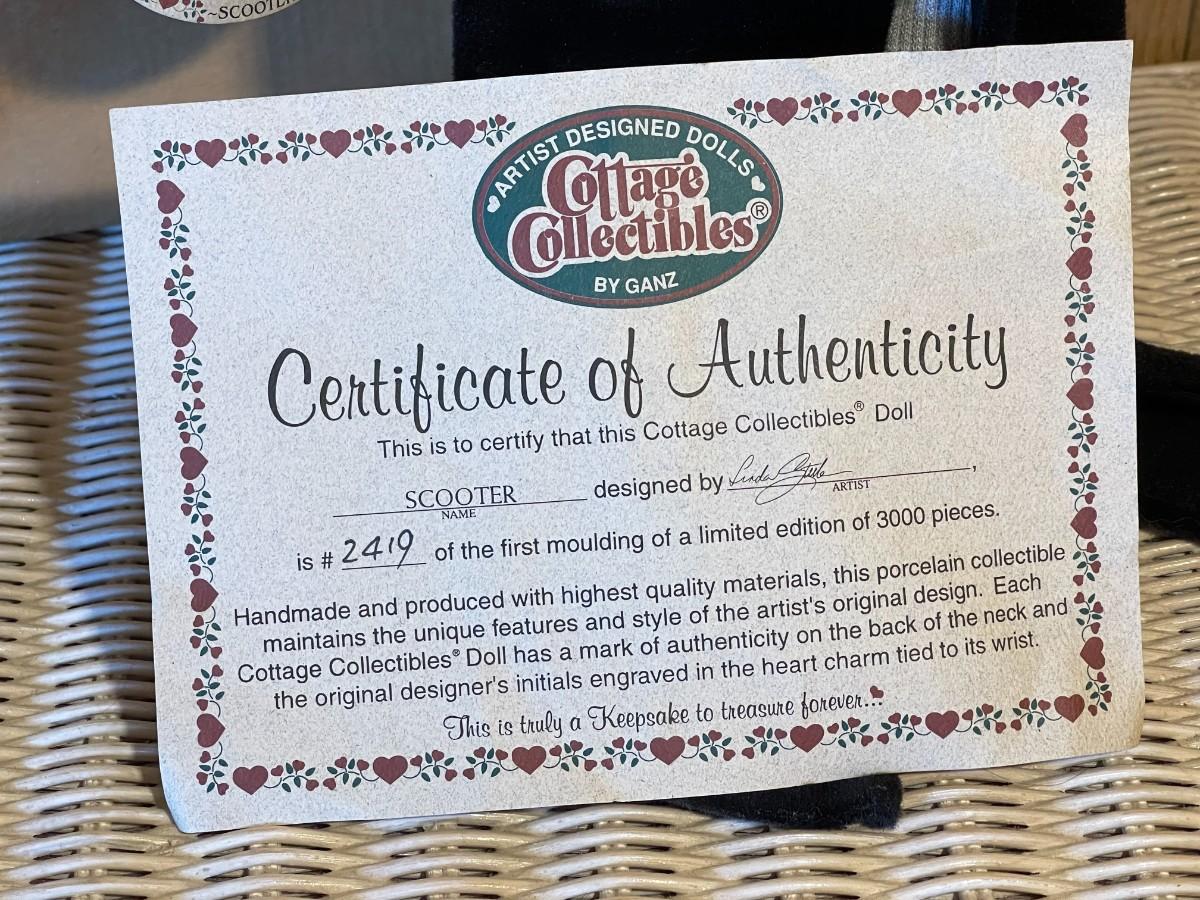 ~SCOOTER
ARTIST DESIGNED DOLLS
Cottage
Collectibles®
BY GANZ
Certificate of Authenticity
This is to certify that this Cottage Collectibles® Doll
SCOOTER designed by Linda Steele,
NAME ARTIST
is # 2419 of the first moulding of a limited edition of 3000 pieces.
Handmade and produced with highest quality materials, this porcelain collectible
maintains the unique features and style of the artist's original design. Each
Cottage Collectibles® Doll has a mark of authenticity on the back of the neck and
the original designer's initials engraved in the heart charm tied to its wrist.
This is truly a Keepsake to treasure forever...